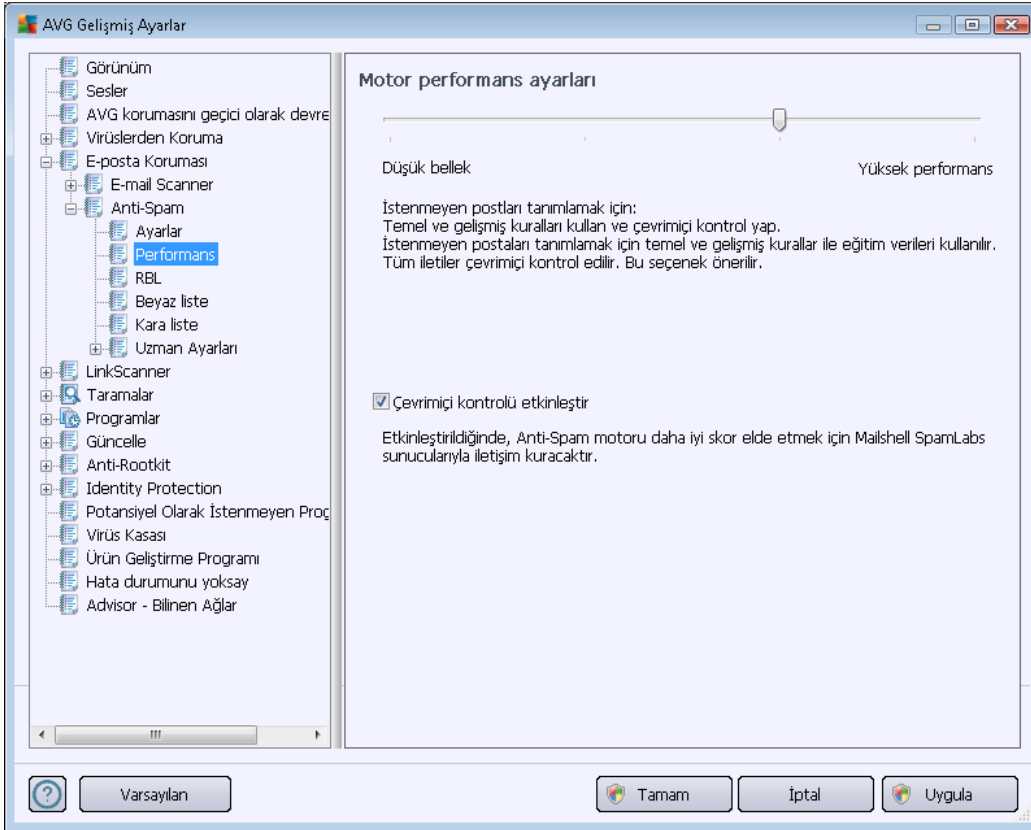 AVG Gelişmiş Ayarlar
Görünüm
Sesler
AVG korumasını geçici olarak devre
Virüslerden Koruma
E-posta Koruması
E-mail Scanner
Anti-Spam
Ayarlar
Performans
RBL
Beyaz liste
Kara liste
Uzman Ayarları
LinkScanner
Taramalar
Programlar
Güncelle
Anti-Rootkit
Identity Protection
Potansiyel Olarak İstenmeyen Prog
Virüs Kasası
Ürün Geliştirme Programı
Hata durumunu yoksay
Advisor - Bilinen Ağlar
Motor performans ayarları
Düşük bellek
Yüksek performans
İstenmeyen postları tanımlamak için:
Temel ve gelişmiş kuralları kullan ve çevrimiçi kontrol yap.
İstenmeyen postaları tanımlamak için temel ve gelişmiş kurallar ile eğitim verileri kullanılır.
Tüm iletiler çevrimiçi kontrol edilir. Bu seçenek önerilir.
Çevrimiçi kontrolü etkinleştir
Etkinleştirildiğinde, Anti-Spam motoru daha iyi skor elde etmek için Mailshell SpamLabs
sunucularıyla iletişim kuracaktır.
Varsayılan
Tamam
İptal
Uygula